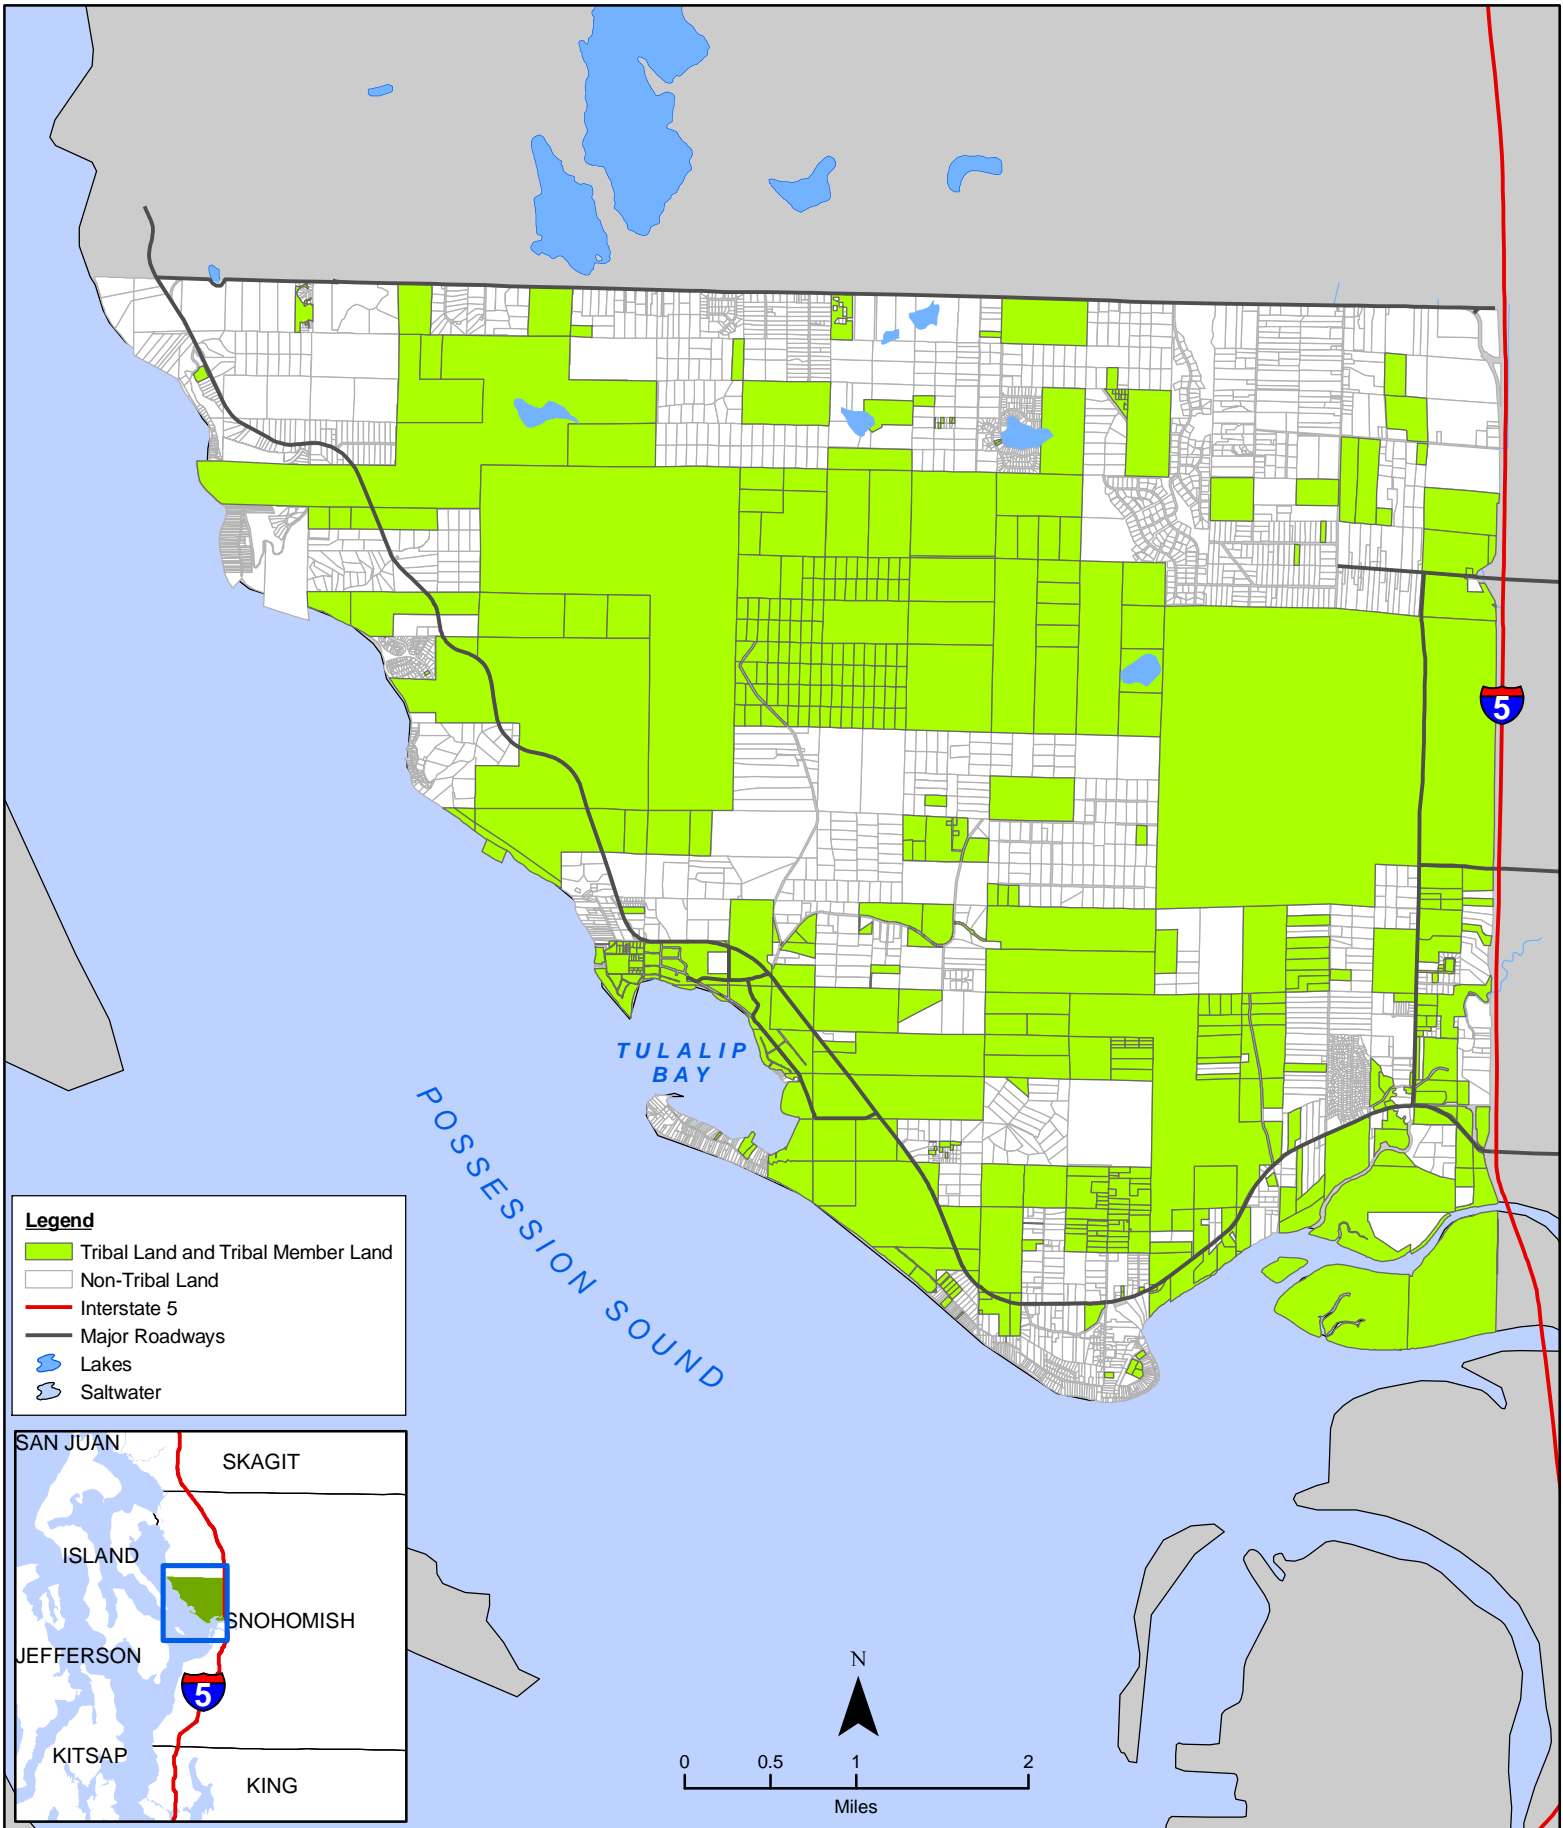 5
TULALIP
BAY
POSSESSION SOUND
Legend
Tribal Land and Tribal Member Land
Non-Tribal Land
Interstate 5
Major Roadways
Lakes
Saltwater
SAN JUAN
SKAGIT
ISLAND
SNOHOMISH
JEFFERSON
5
KITSAP
KING
N
0 0.5 1 2
Miles